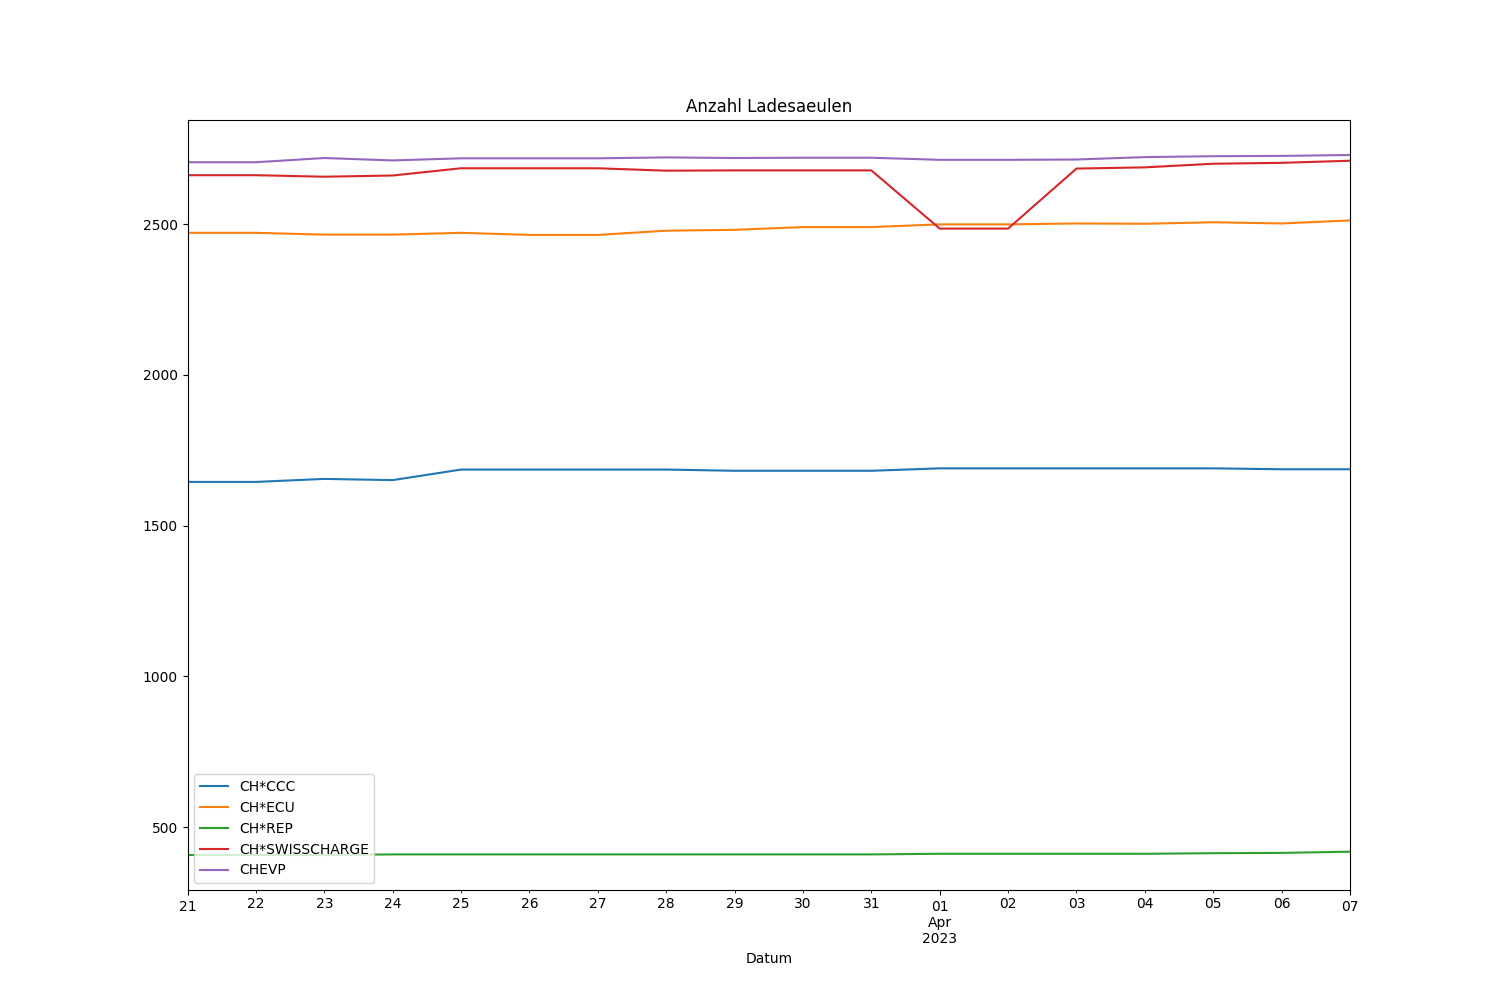 Anzahl Ladesaeulen
2500
2000
1500
1000
500
CH*CCC
CH*ECU
CH*REP
CH*SWISSCHARGE
CHEVP
21 22 23 24 25 26 27 28 29 30 31 01 02 03 04 05 06 07
Apr
2023
Datum